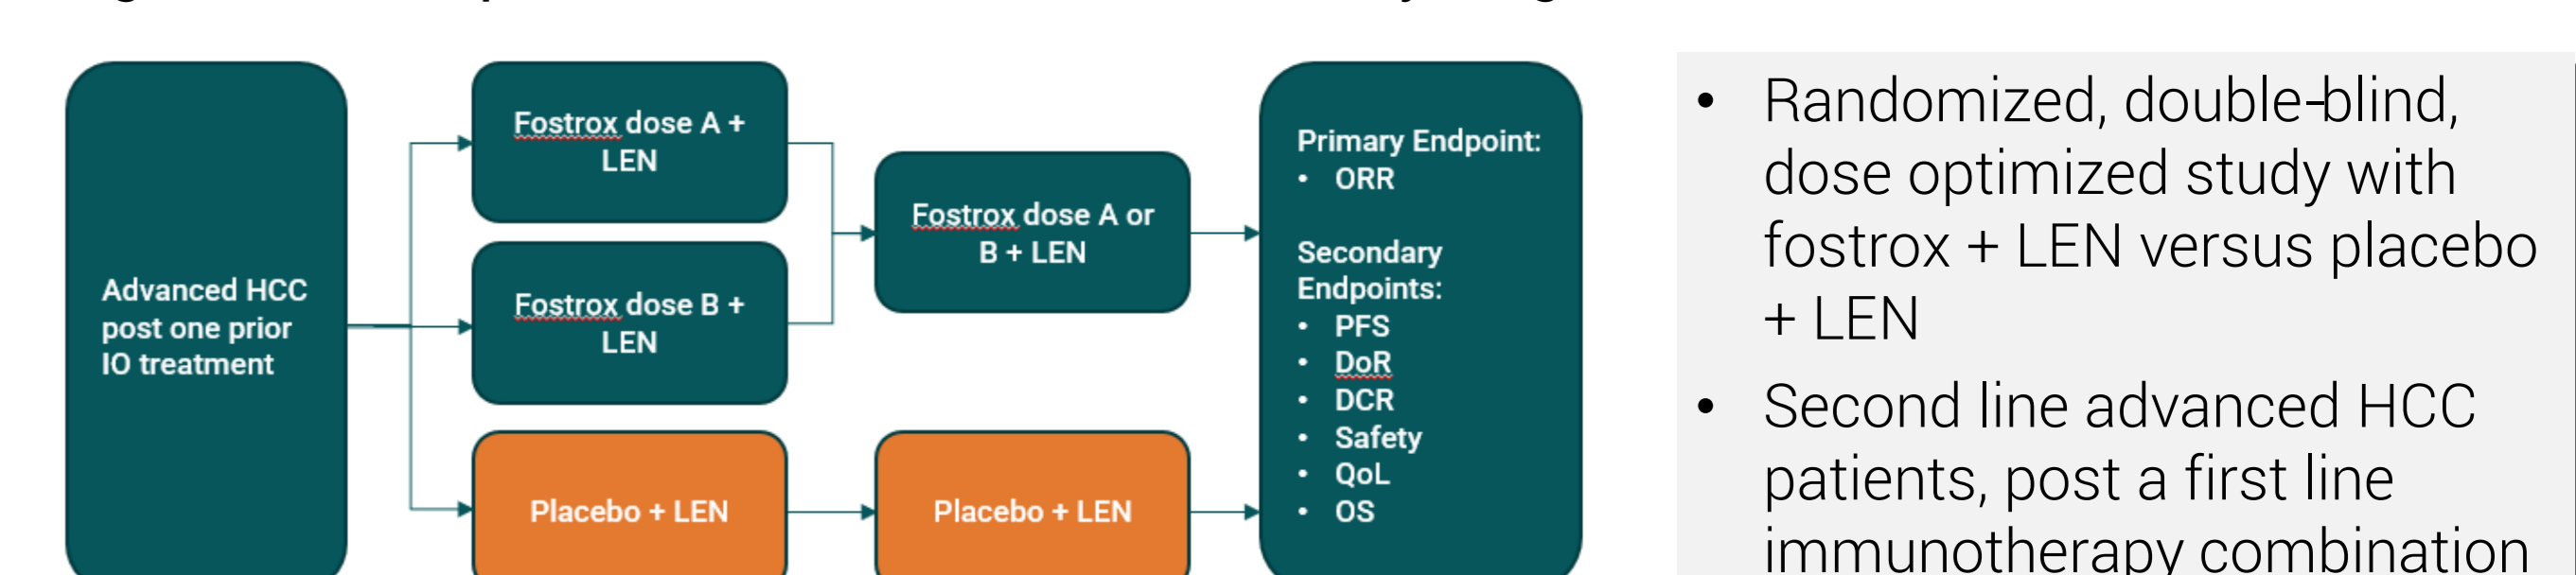 Advanced HCC
post one prior
IO treatment
Fostrox dose A +
LEN
Fostrox dose B +
LEN
Placebo + LEN
Fostrox dose A or
B + LEN
Placebo + LEN
Primary Endpoint:
• ORR
Secondary
Endpoints:
• PFS
• DoR
• DCR
• Safety
• QoL
• OS
• Randomized, double-blind,
dose optimized study with
fostrox + LEN versus placebo
+ LEN
• Second line advanced HCC
patients, post a first line
immunotherapy combination